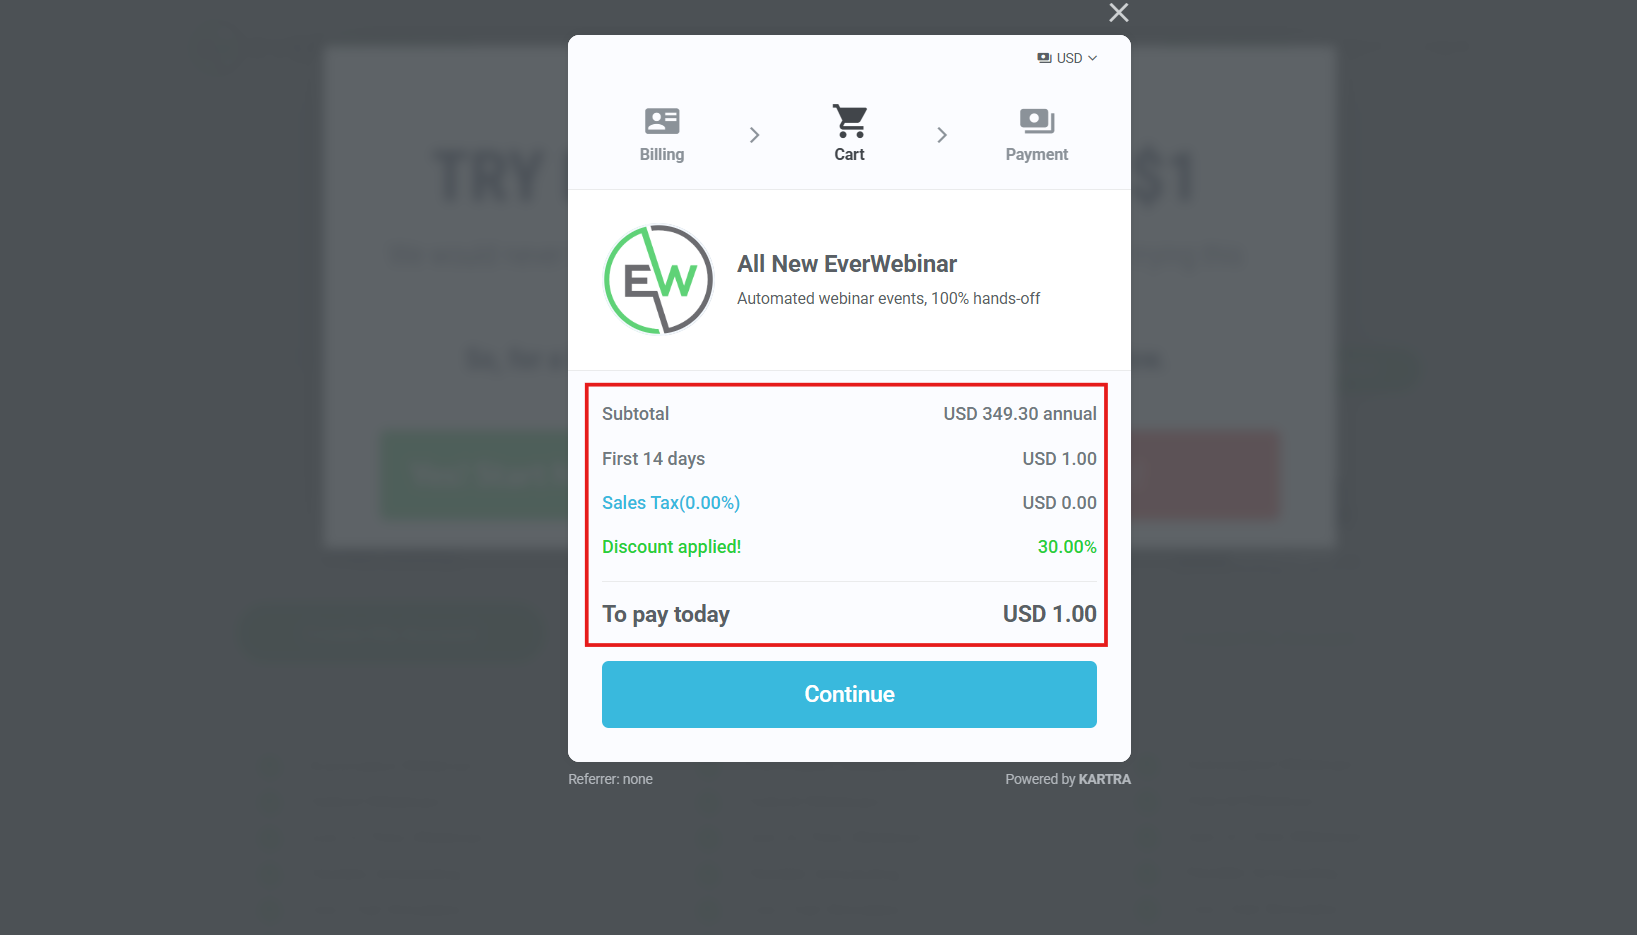 USD
Billing
Cart
Payment
TRY
$1
EW
All New EverWebinar
Automated webinar events, 100% hands-off
Subtotal USD 349.30 annual
First 14 days USD 1.00
Sales Tax(0.00%) USD 0.00
Discount applied! 30.00%
To pay today USD 1.00
Continue
Referrer: none
Powered by KARTRA